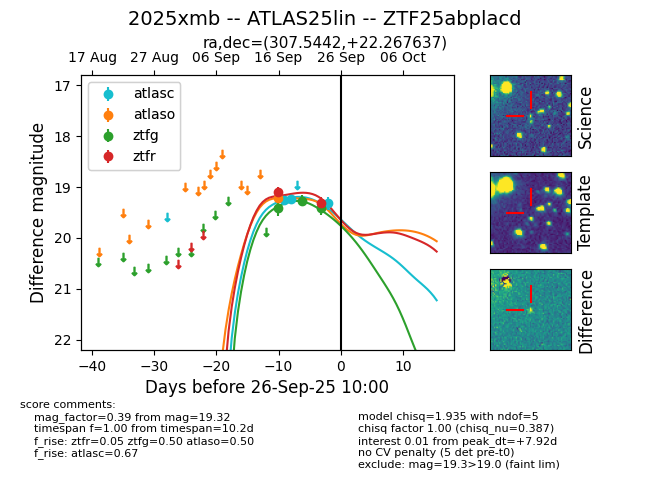 2025xmb -- ATLAS25lin -- ZTF25abplacd
ra,dec=(307.5442,+22.267637)
17 Aug 27 Aug 06 Sep 16 Sep 26 Sep 06 Oct
atlasc
atlaso
ztfg
ztfr
17
18
19
20
21
22
Difference magnitude
−40 −30 −20 −10 0 10
Days before 26-Sep-25 10:00
Science
Template
Difference
score comments:
mag_factor=0.39 from mag=19.32
timespan f=1.00 from timespan=10.2d
f_rise: ztfr=0.05 ztfg=0.50 atlaso=0.50
f_rise: atlasc=0.67
model chisq=1.935 with ndof=5
chisq factor 1.00 (chisq_nu=0.387)
interest 0.01 from peak_dt=+7.92d
no CV penalty (5 det pre-t0)
exclude: mag=19.3>19.0 (faint lim)